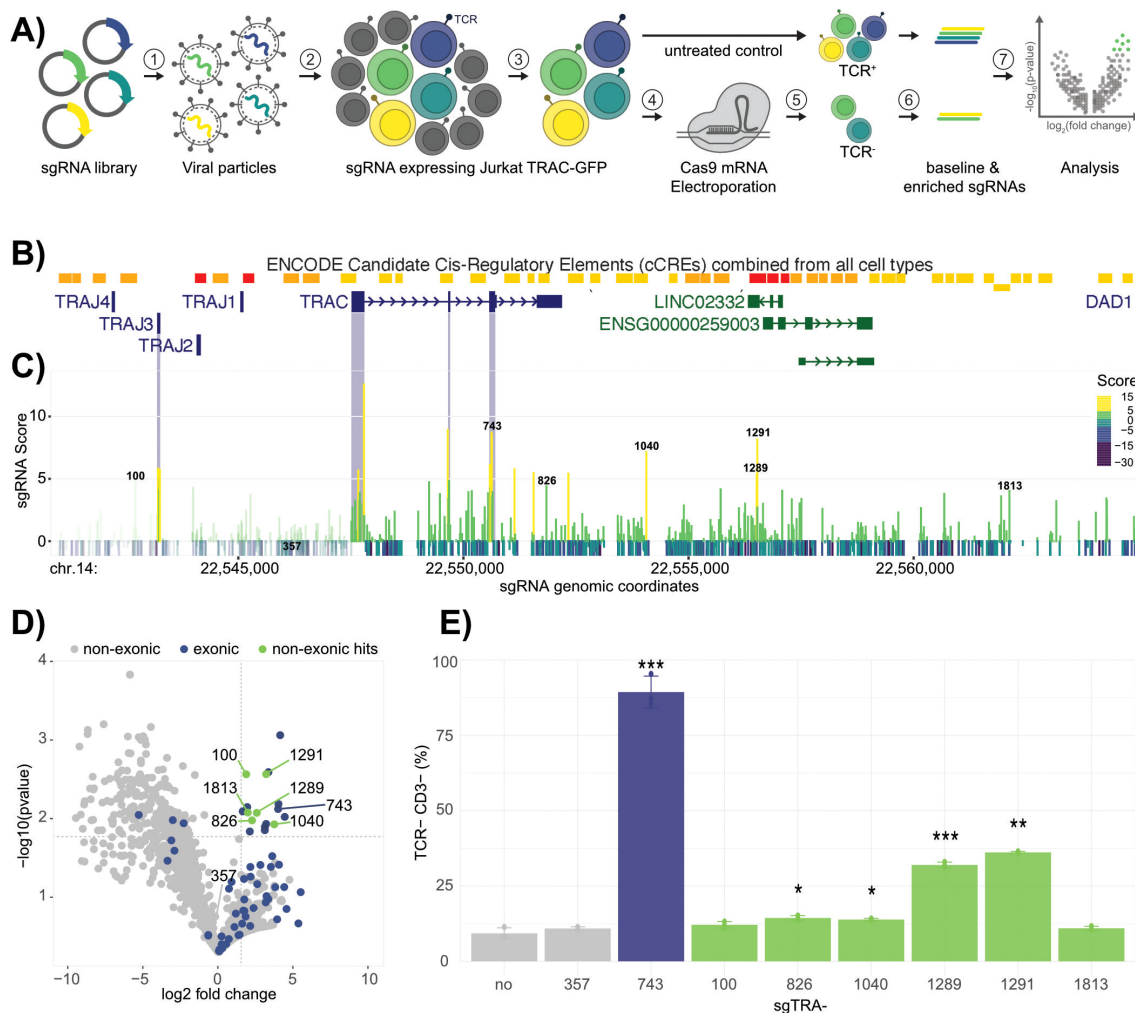 A)
TCR
untreated control
TCR+
TCR-
1
2
3
4
5
6
7
-log10(p-value)
log2(fold change)
sgRNA library
Viral particles
sgRNA expressing Jurkat TRAC-GFP
Cas9 mRNA
Electroporation
baseline &
enriched sgRNAs
Analysis
B)
ENCODE Candidate Cis-Regulatory Elements (cCREs) combined from all cell types
TRAJ4
TRAJ1
TRAC
LINC02332
DAD1
TRAJ3
ENSG00000259003
TRAJ2
C)
sgRNA Score
10
5
0
100
357
743
826
1040
1291
1289
1813
Score
15
5
0
−5
−15
−30
chr.14:
22,545,000
22,550,000
22,555,000
22,560,000
sgRNA genomic coordinates
D)
non-exonic
exonic
non-exonic hits
−log10(pvalue)
4
3
2
1
100
1291
1813
1289
743
826
1040
357
−10
−5
0
5
10
log2 fold change
E)
TCR− CD3− (%)
100
75
50
25
0
***
*
*
***
**
no
357
743
100
826
1040
1289
1291
1813
sgTRA-